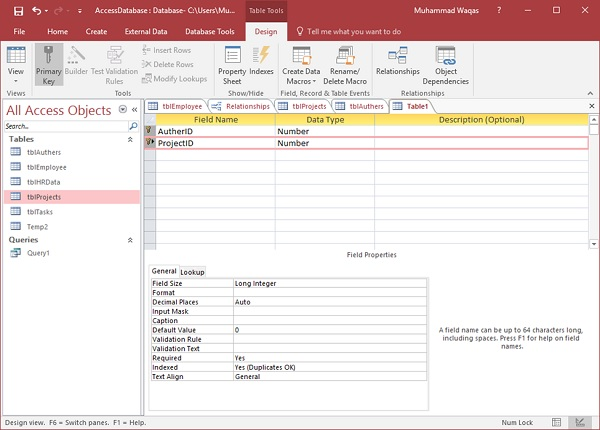 AccessDatabase : Database- C:\Users\Mu... Table Tools Muhammad Waqas
File Home Create External Data Database Tools Design Tell me what you want to do
View Primary Key Builder Test Validation Rules Insert Rows Delete Rows Modify Lookups Property Sheet Indexes Create Data Macros Rename/ Delete Macro Relationships Object Dependencies
Views Tools Show/Hide Field, Record & Table Events Relationships
All Access Objects
Search...
Tables
tblAuthers
tblEmployee
tblHRData
tblProjects
tblTasks
Temp2
Queries
Query1
tblEmployee Relationships tblProjects tblAuthers Table1
Field Name Data Type Description (Optional)
AutherID Number
ProjectID Number
Field Properties
General Lookup
Field Size Long Integer
Format
Decimal Places Auto
Input Mask
Caption
Default Value 0
Validation Rule
Validation Text
Required Yes
Indexed Yes (Duplicates OK)
Text Align General
A field name can be up to 64 characters long,
including spaces. Press F1 for help on field
names.
Design view. F6 = Switch panels. F1 = Help. Num Lock